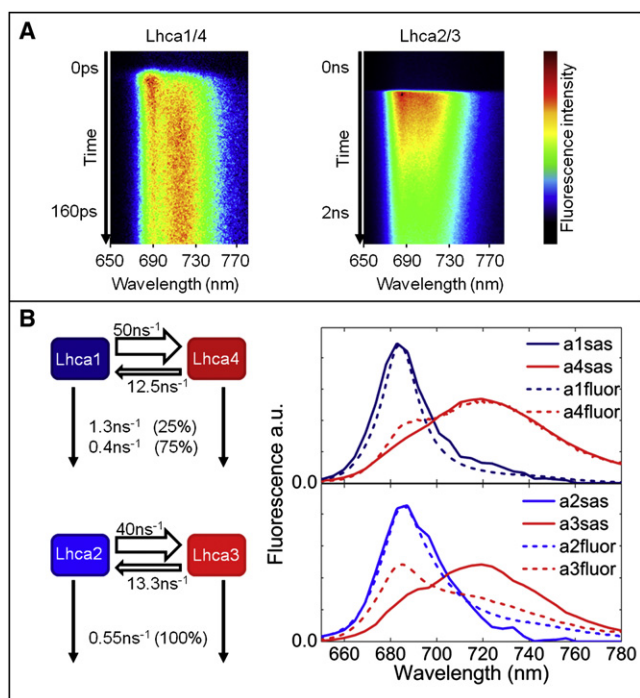 A
Lhca1/4
Lhca2/3
0ps
Time
160ps
650 690 730 770
Wavelength (nm)
0ns
Time
2ns
650 690 730 770
Wavelength (nm)
Fluorescence intensity
B
50ns-1
Lhca1
Lhca4
12.5ns-1
1.3ns-1 (25%)
0.4ns-1 (75%)
40ns-1
Lhca2
Lhca3
13.3ns-1
0.55ns-1 (100%)
Fluorescence a.u.
a1sas
a4sas
a1fluor
a4fluor
0.0
a2sas
a3sas
a2fluor
a3fluor
0.0
660 680 700 720 740 760 780
Wavelength (nm)